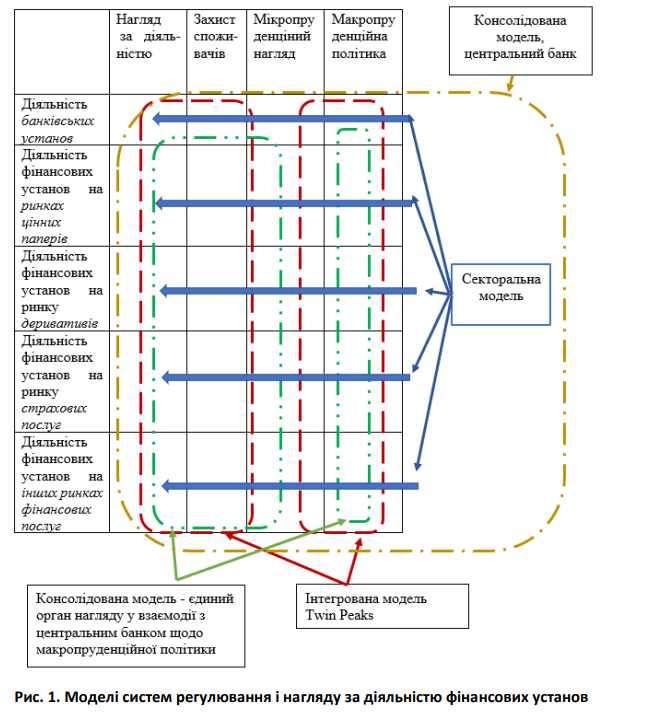 Нагляд
за діяль-
ністю
Захист
спожи-
вачів
Мікропру
денціний
нагляд
Макропру
денційна
політика
Консолідована
модель,
центральний банк
Діяльність
банківських
установ
Діяльність
фінансових
установ на
ринках
цінних
паперів
Діяльність
фінансових
установ на
ринку
деривативів
Діяльність
фінансових
установ на
ринку
страхових
послуг
Діяльність
фінансових
установ на
інших ринках
фінансових
послуг
Секторальна
модель
Консолідована модель - єдиний
орган нагляду у взаємодії з
центральним банком щодо
макропруденційної політики
Інтегрована модель
Twin Peaks
Рис. 1. Моделі систем регулювання і нагляду за діяльністю фінансових установ